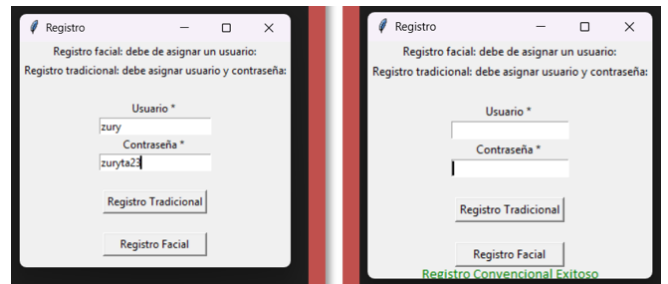 Registro
Registro facial: debe de asignar un usuario:
Registro tradicional: debe asignar usuario y contraseña:
Usuario *
zury
Contraseña *
zuryta23
Registro Tradicional
Registro Facial
Registro
Registro facial: debe de asignar un usuario:
Registro tradicional: debe asignar usuario y contraseña:
Usuario *
Contraseña *
Registro Tradicional
Registro Facial
Registro Convencional Exitoso